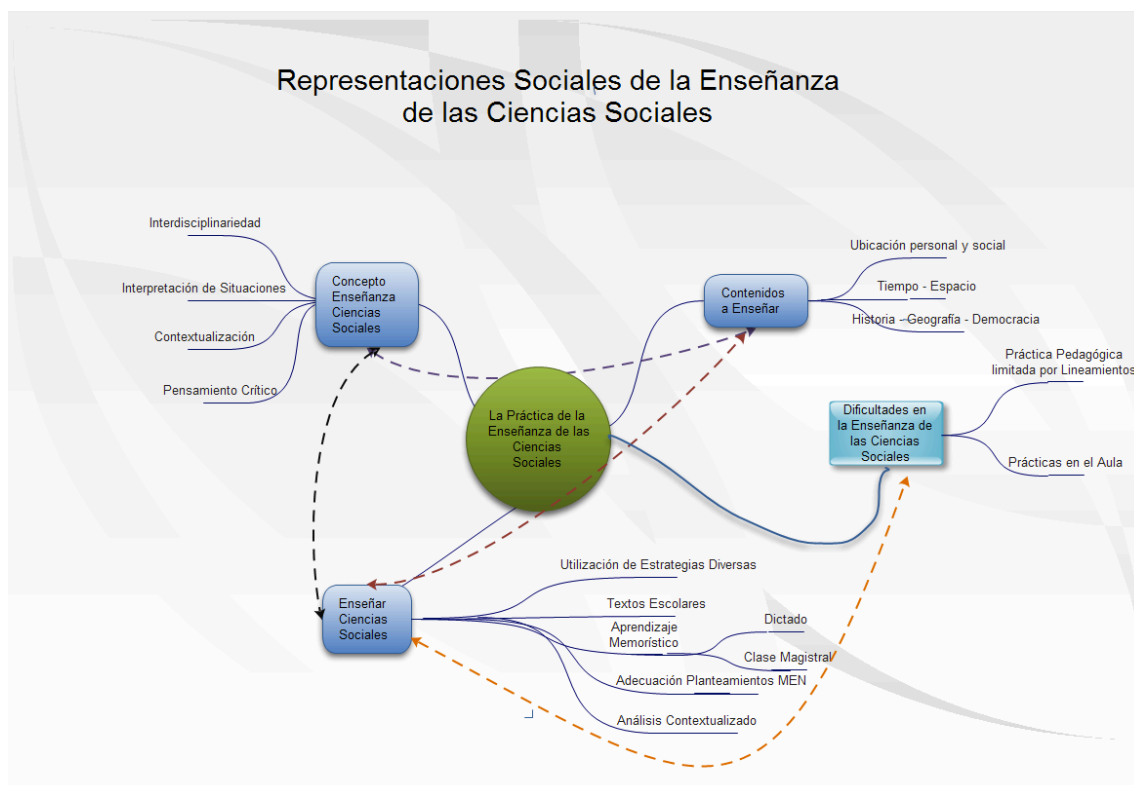 Representaciones Sociales de la Enseñanza
de las Ciencias Sociales
Interdisciplinariedad
Interpretación de Situaciones
Contextualización
Pensamiento Crítico
Concepto
Enseñanza
Ciencias
Sociales
Contenidos
a Enseñar
Ubicación personal y social
Tiempo - Espacio
Historia - Geografía - Democracia
La Práctica de la
Enseñanza de las
Ciencias
Sociales
Dificultades en
la Enseñanza de
las Ciencias
Sociales
Práctica Pedagógica
limitada por Lineamientos
Prácticas en el Aula
Enseñar
Ciencias
Sociales
Utilización de Estrategias Diversas
Textos Escolares
Aprendizaje
Memorístico
Dictado
Clase Magistral
Adecuación Planteamientos MEN
Análisis Contextualizado